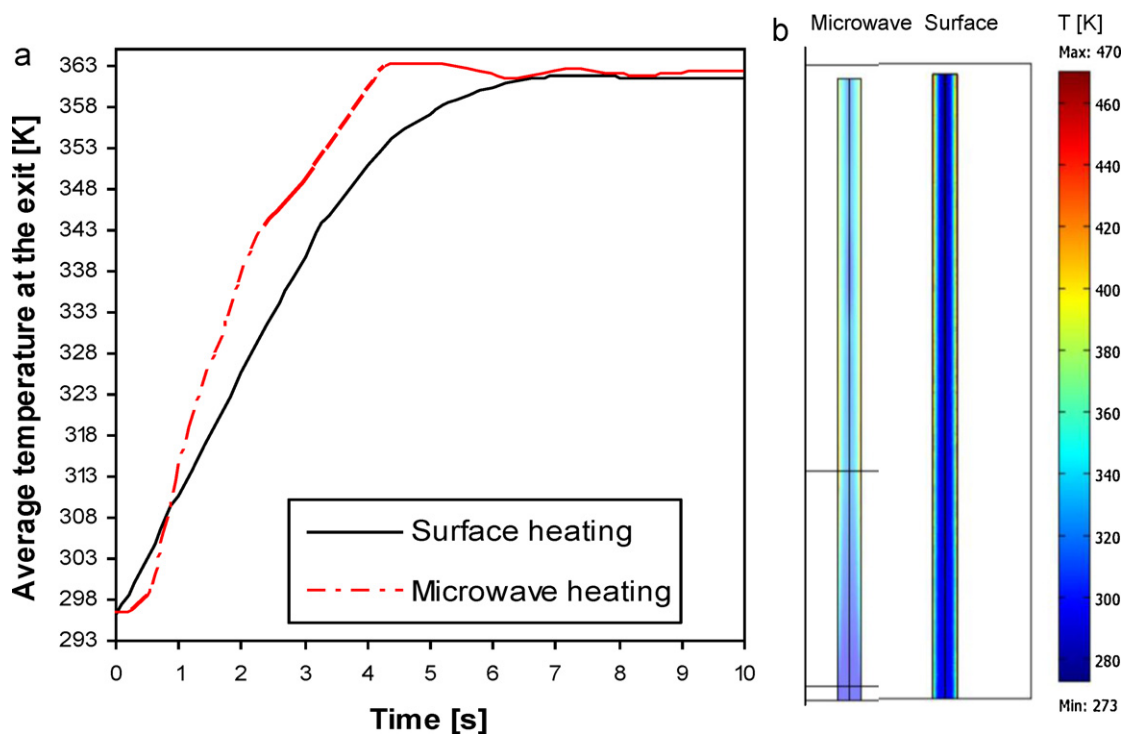 a
Average temperature at the exit [K]
363
358
353
348
343
338
333
328
323
318
313
308
303
298
293
0 1 2 3 4 5 6 7 8 9 10
Time [s]
Surface heating
Microwave heating
b
Microwave Surface T [K]
Max: 470
460
440
420
400
380
360
340
320
300
280
Min: 273